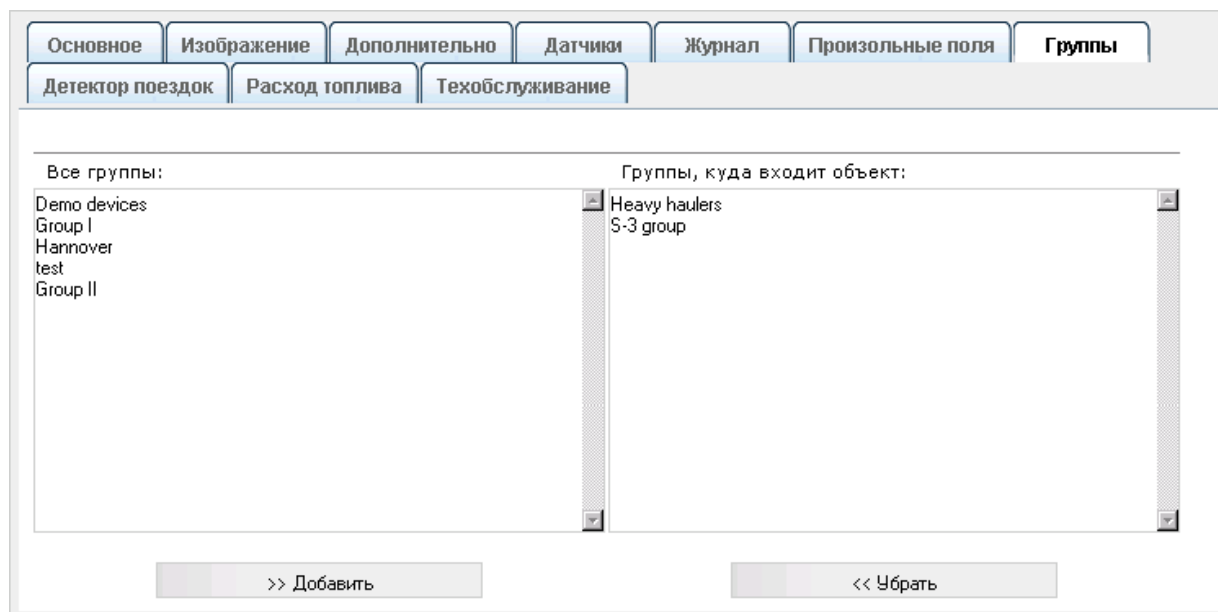 Основное Изображение Дополнительно Датчики Журнал Произольные поля Группы
Детектор поездок Расход топлива Техобслуживание
Все группы: Группы, куда входит объект:
Demo devices Heavy haulers
Group I S-3 group
Hannover
test
Group II
>> Добавить << Убрать